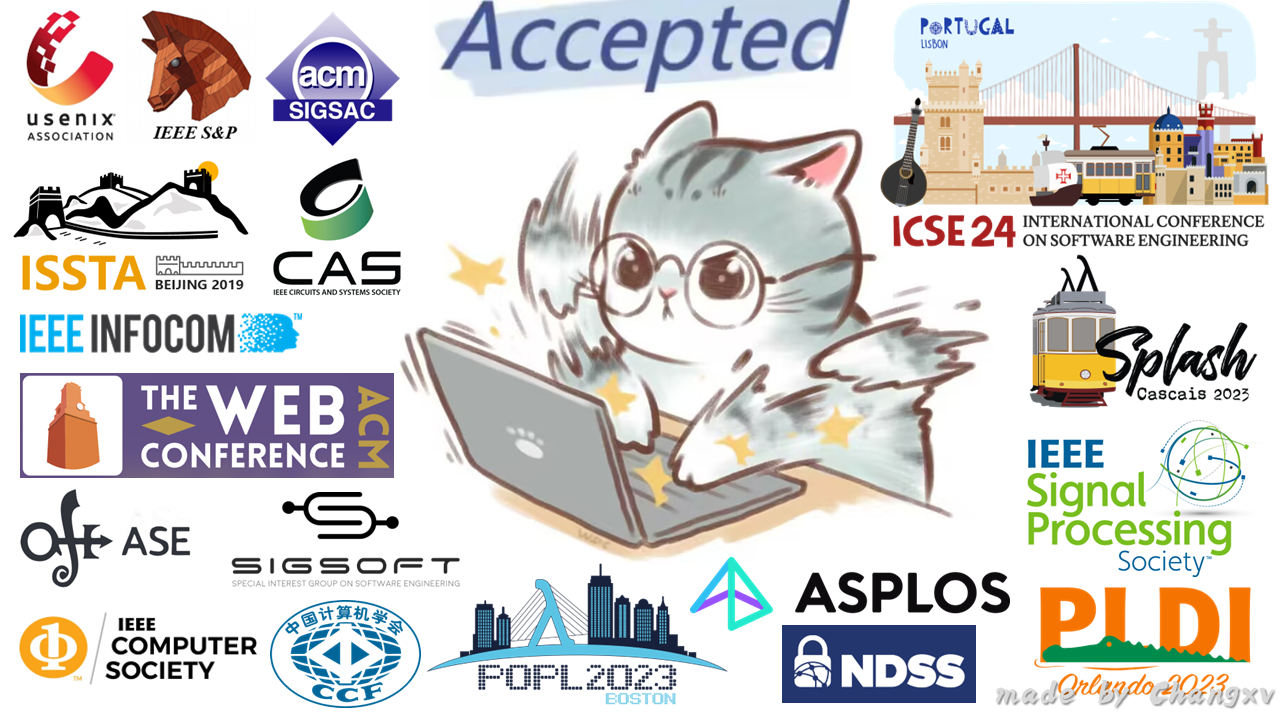 Accepted
usenix
ASSOCIATION
IEEE S&P
acm
SIGSAC
PORTUGAL
LISBON
ICSE 24 INTERNATIONAL CONFERENCE
ON SOFTWARE ENGINEERING
ISSTA
BEIJING 2019
CAS
IEEE CIRCUITS AND SYSTEMS SOCIETY
IEEE INFOCOM™
THE WEB
CONFERENCE
ACM
Splash
Cascais 2023
IEEE
Signal
Processing
Society™
ASE
SIGSOFT
SPECIAL INTEREST GROUP ON SOFTWARE ENGINEERING
IEEE
COMPUTER
SOCIETY
TM
中国计算机学会
CCF
POPL2023
BOSTON
ASPLOS
NDSS
PLDI
Orlando 2023
made by Changxv